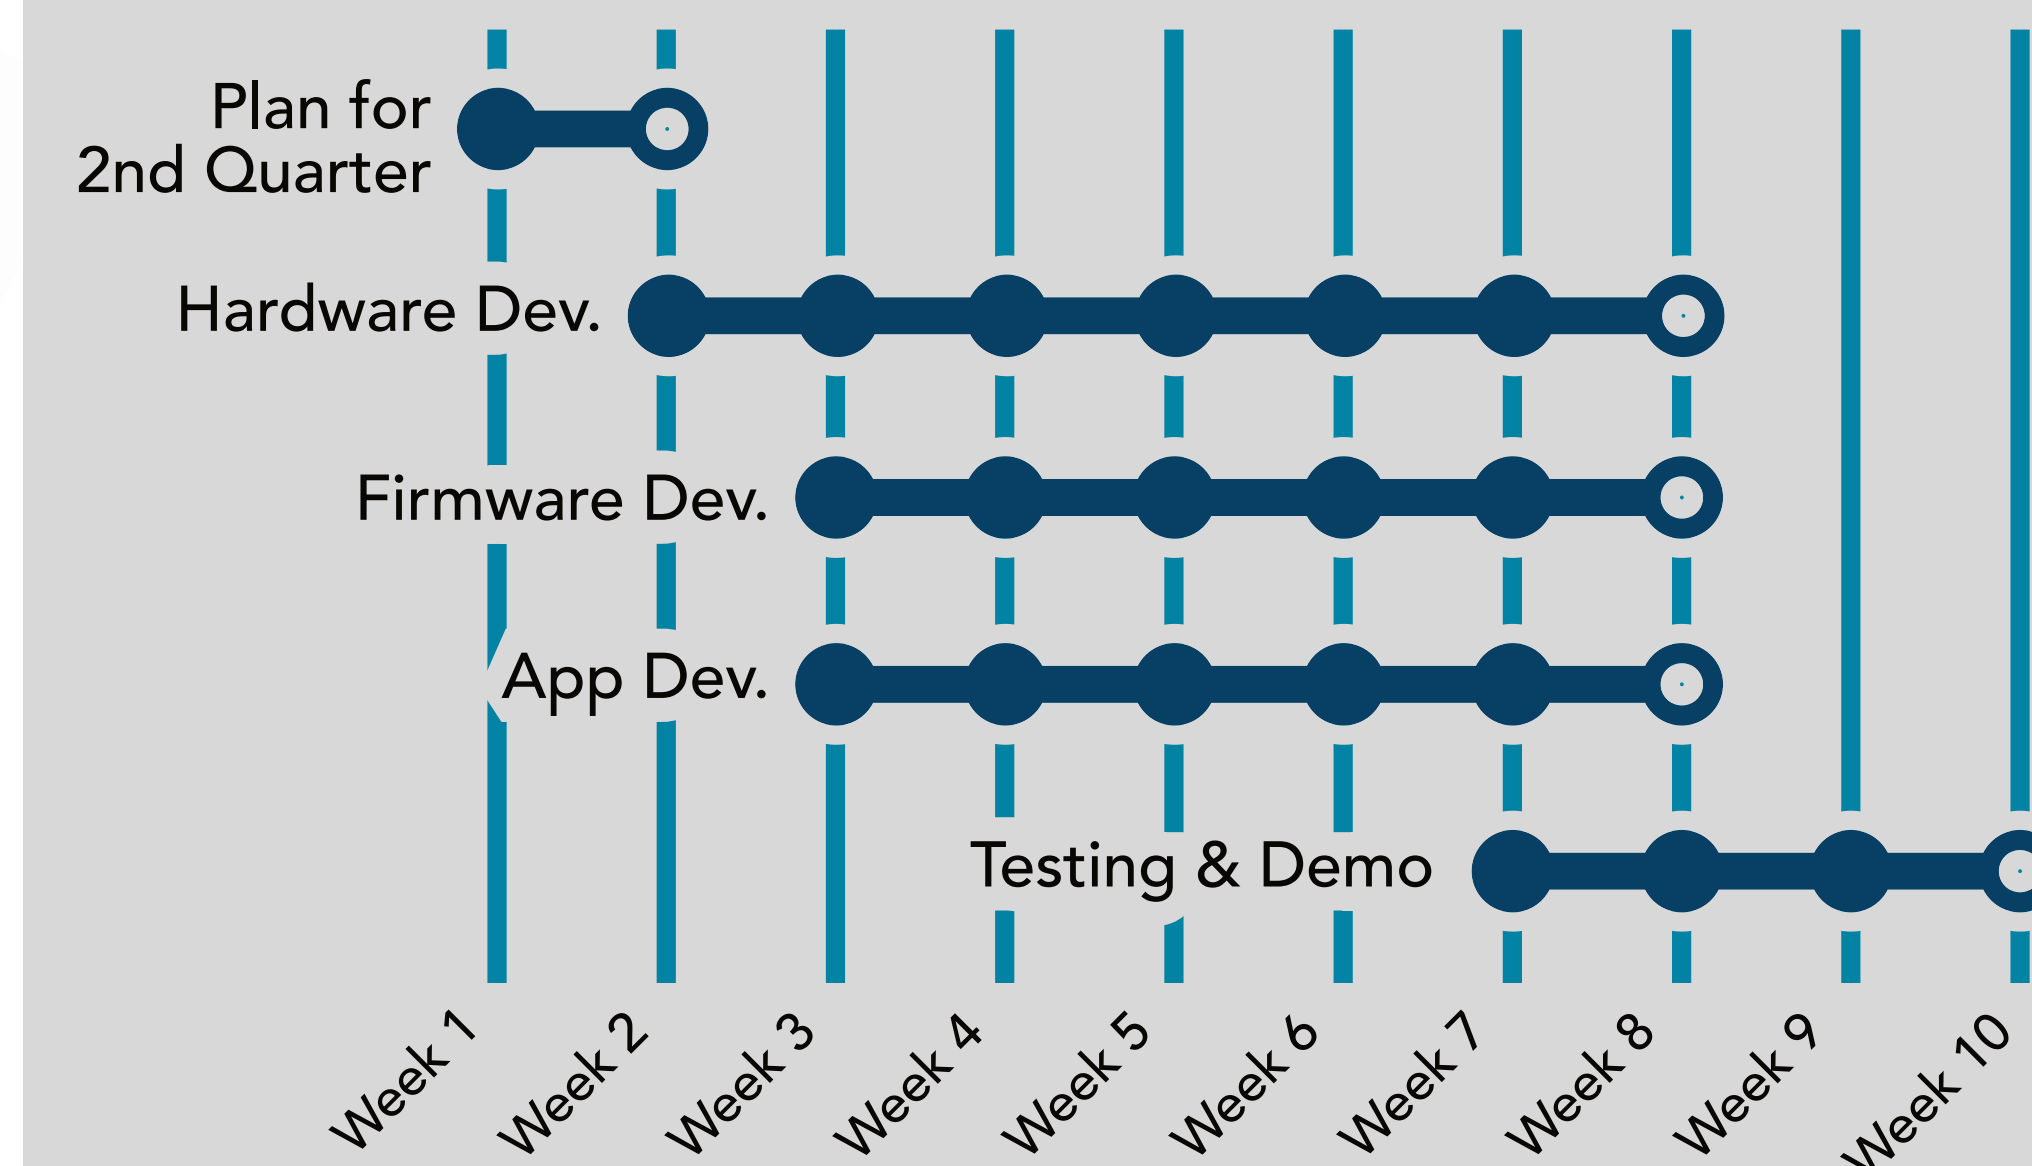 Plan for
2nd Quarter
Hardware Dev.
Firmware Dev.
App Dev.
Testing & Demo
Week 1
Week 2
Week 3
Week 4
Week 5
Week 6
Week 7
Week 8
Week 9
Week 10